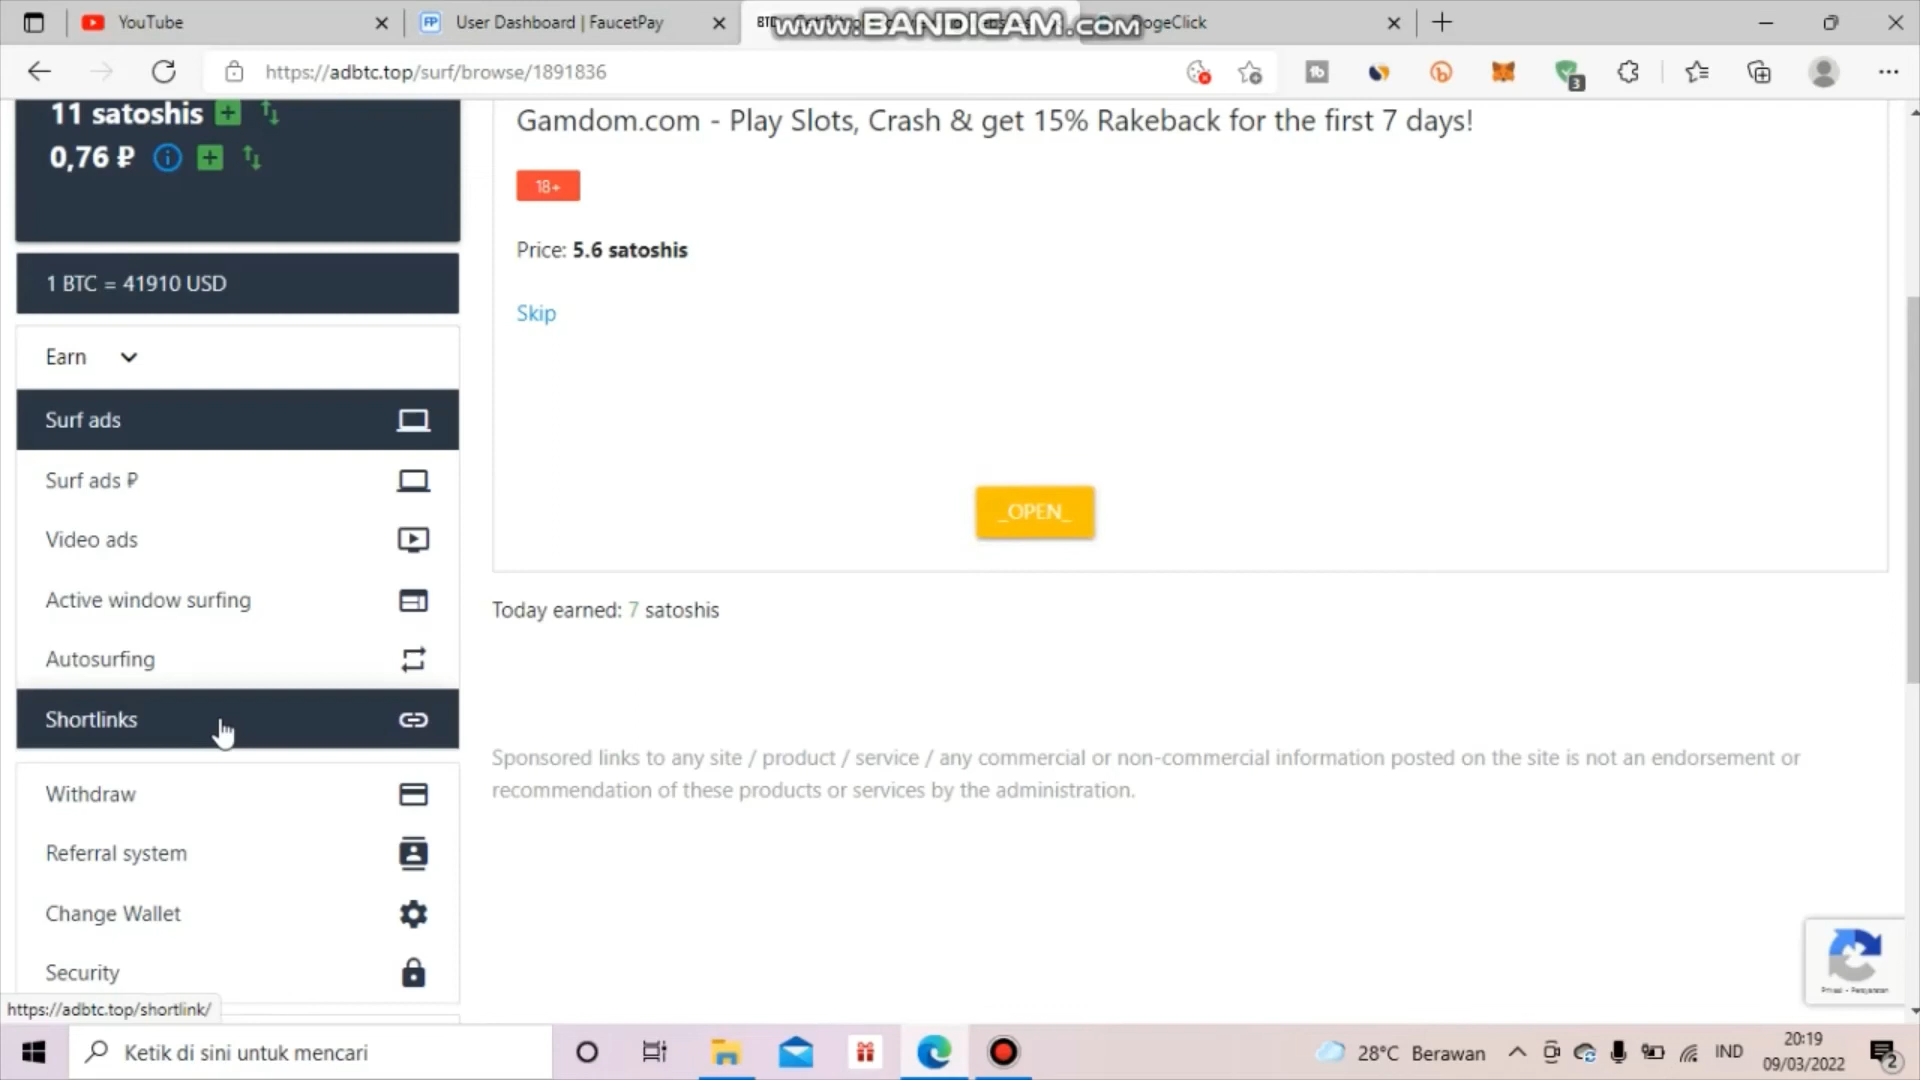 YouTube
User Dashboard | FaucetPay
www.BANDICAM.com
DogeClick
https://adbtc.top/surf/browse/1891836
3
11 satoshis
0,76 ₽
1 BTC = 41910 USD
Earn
Surf ads
Surf ads ₽
Video ads
Active window surfing
Autosurfing
Shortlinks
Withdraw
Referral system
Change Wallet
Security
https://adbtc.top/shortlink/
Gamdom.com - Play Slots, Crash & get 15% Rakeback for the first 7 days!
18+
Price: 5.6 satoshis
Skip
_OPEN_
Today earned: 7 satoshis
Sponsored links to any site / product / service / any commercial or non-commercial information posted on the site is not an endorsement or
recommendation of these products or services by the administration.
Ketik di sini untuk mencari
28°C Berawan
IND
20:19
09/03/2022
2